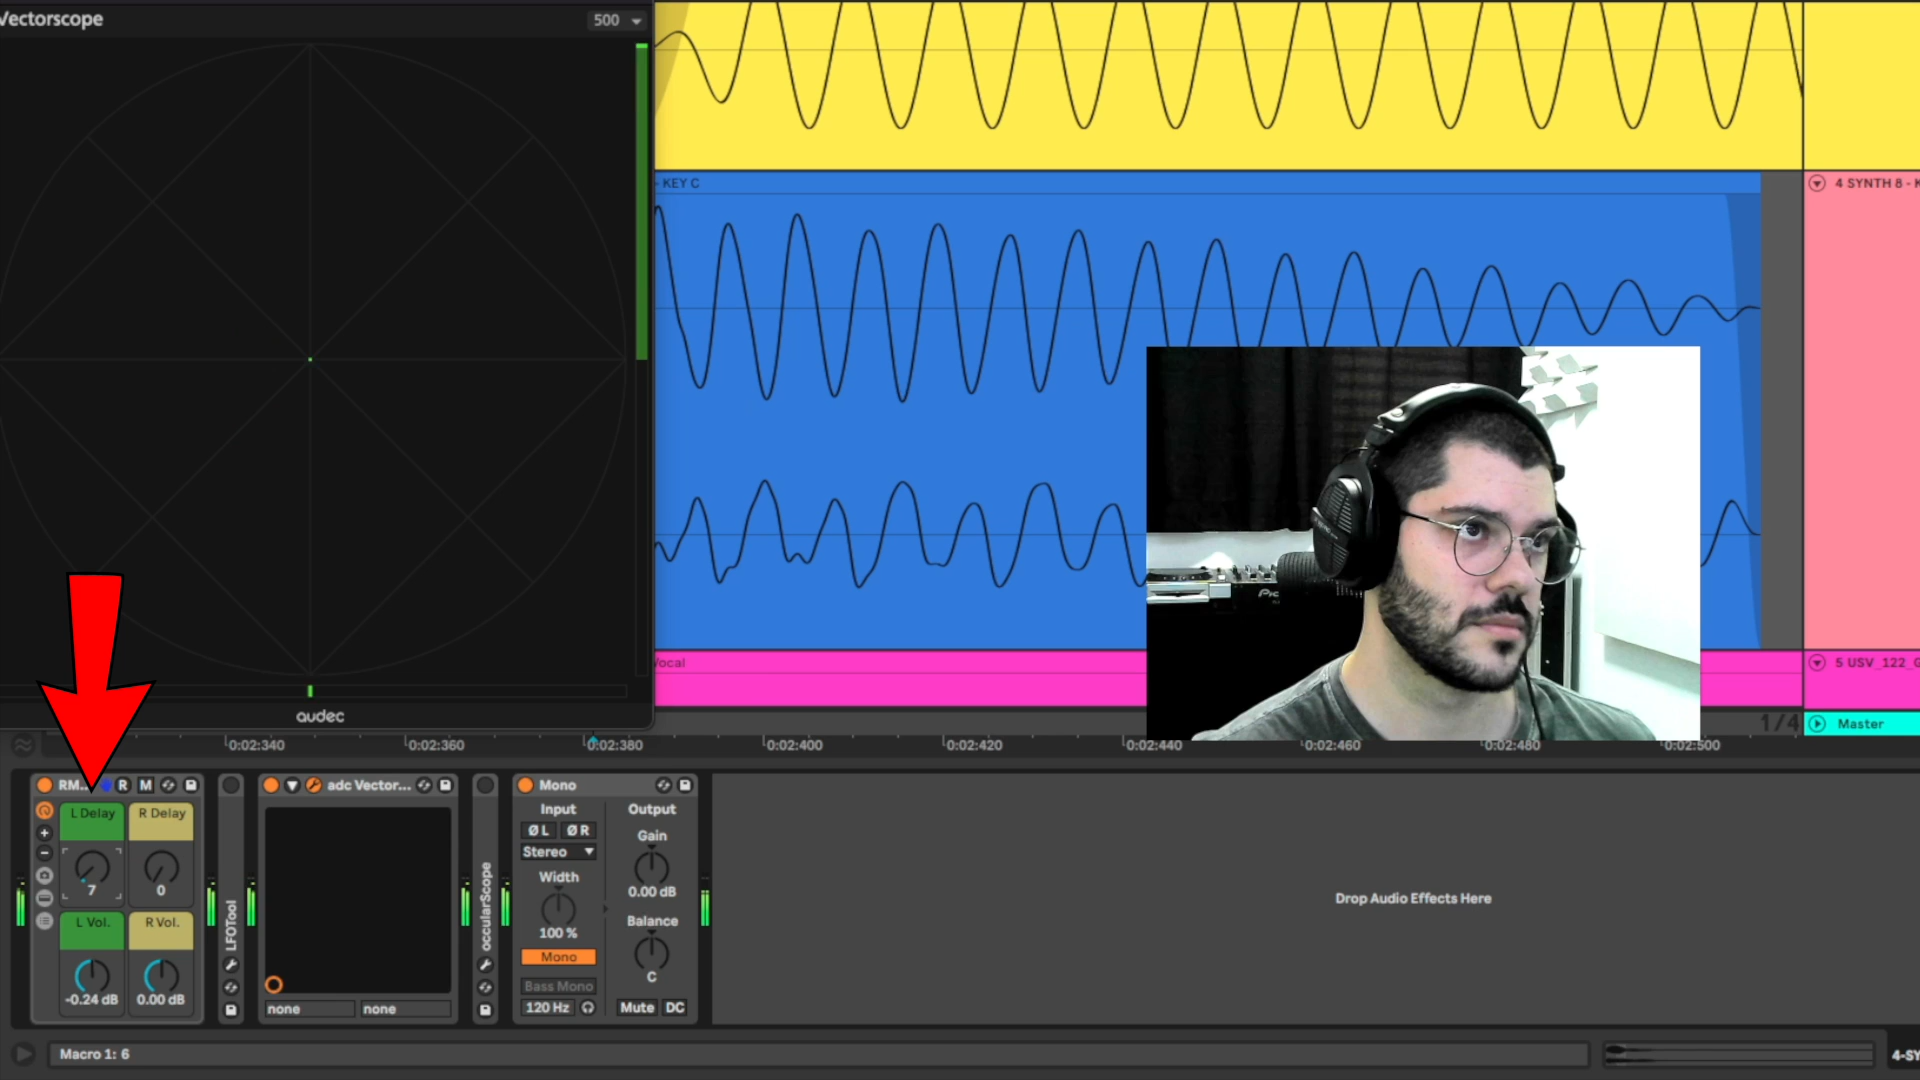 Vectorscope
500
- KEY C
4 SYNTH 8 - K
Vocal
5 USV_122_G
audec
1/4
Master
0:02:340
0:02:360
0:02:380
0:02:400
0:02:420
0:02:440
0:02:460
0:02:480
0:02:500
RM...
R
M
L Delay
R Delay
7
0
L Vol.
R Vol.
-0.24 dB
0.00 dB
LFOTool
adc Vector...
none
none
occularScope
Mono
Input
Output
Ø L
Ø R
Gain
Stereo
Width
0.00 dB
100 %
Balance
Mono
C
Bass Mono
120 Hz
Mute
DC
Drop Audio Effects Here
Macro 1: 6
4-SY